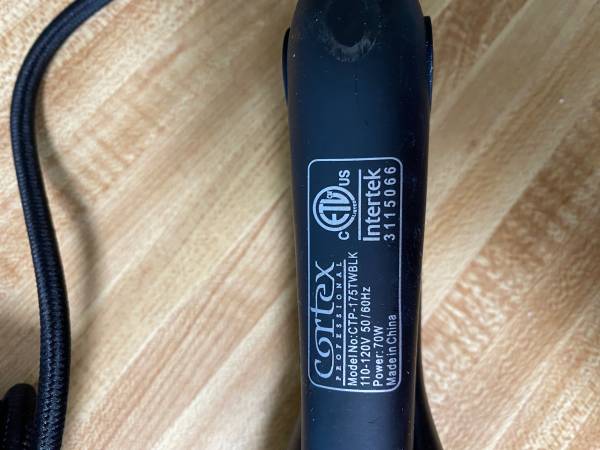 Cortex
PROFESSIONAL
Model No:CTP-175TWBLK
110-120V 50/60Hz
Power: 70W
Made in China
C ETL US
LISTED
Intertek
3115066